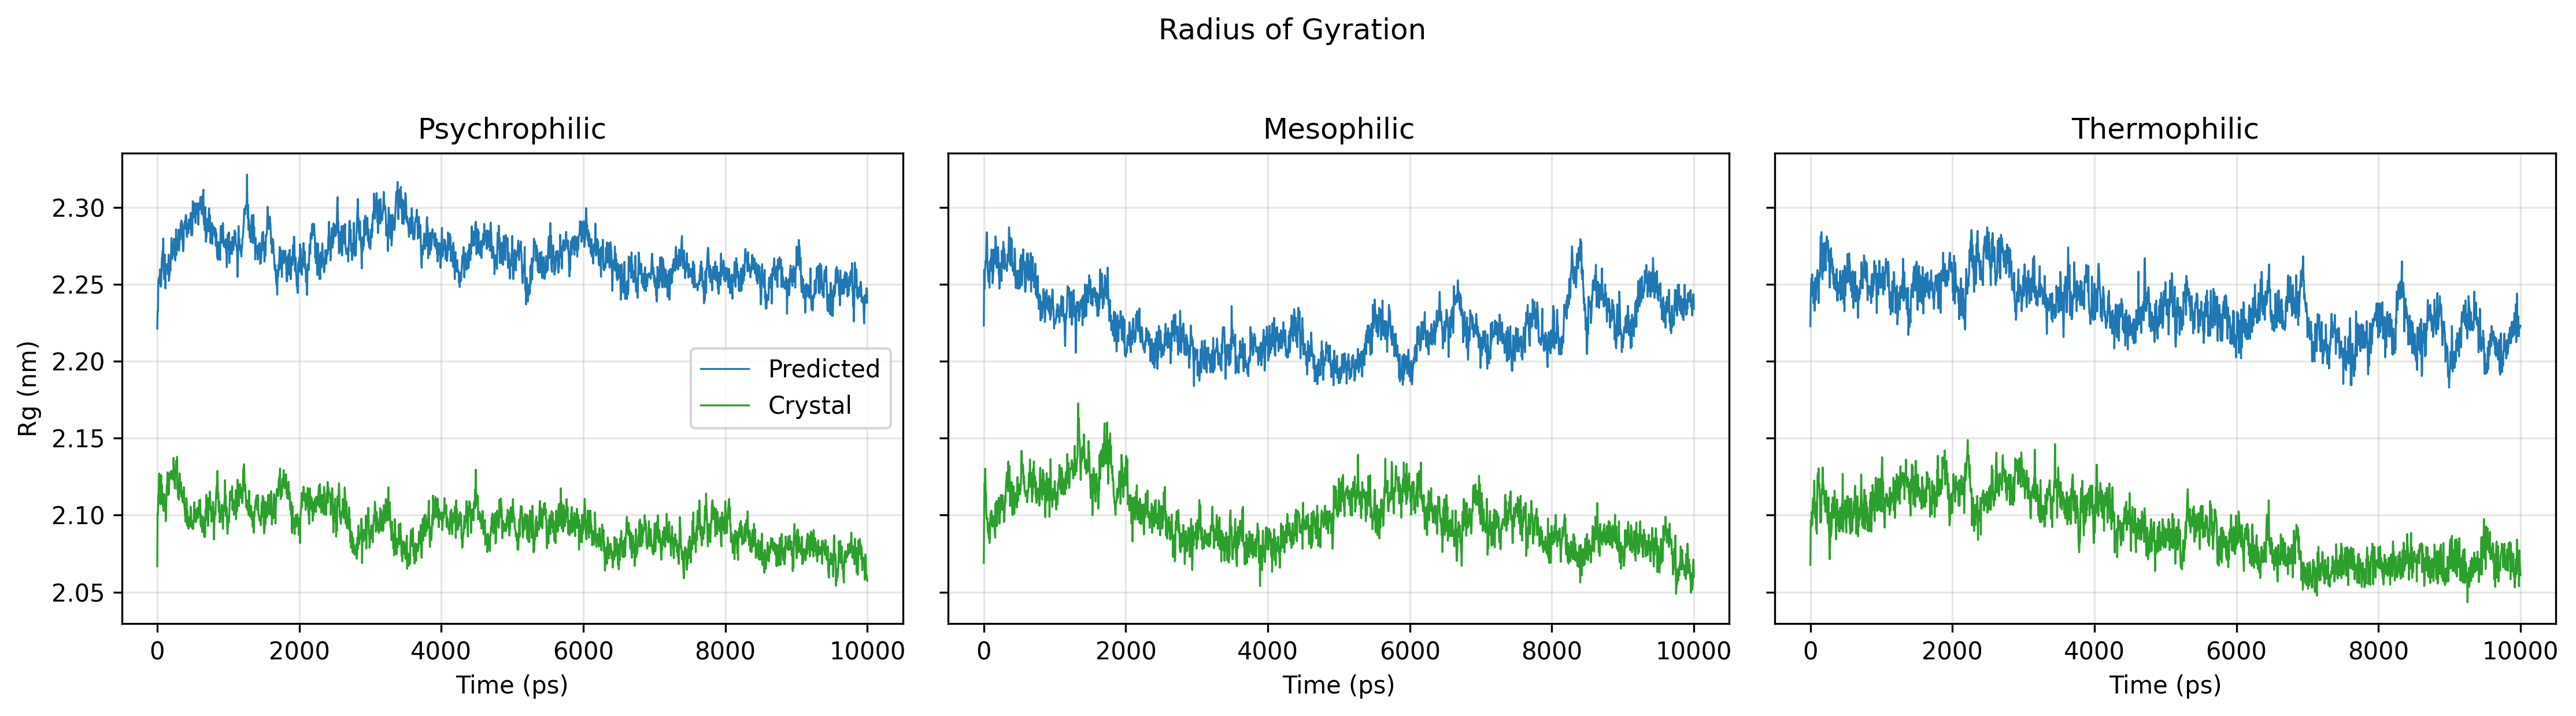 Radius of Gyration
Psychrophilic
Mesophilic
Thermophilic
Rg (nm)
2.30
2.25
2.20
2.15
2.10
2.05
Predicted
Crystal
0 2000 4000 6000 8000 10000
0 2000 4000 6000 8000 10000
0 2000 4000 6000 8000 10000
Time (ps)
Time (ps)
Time (ps)